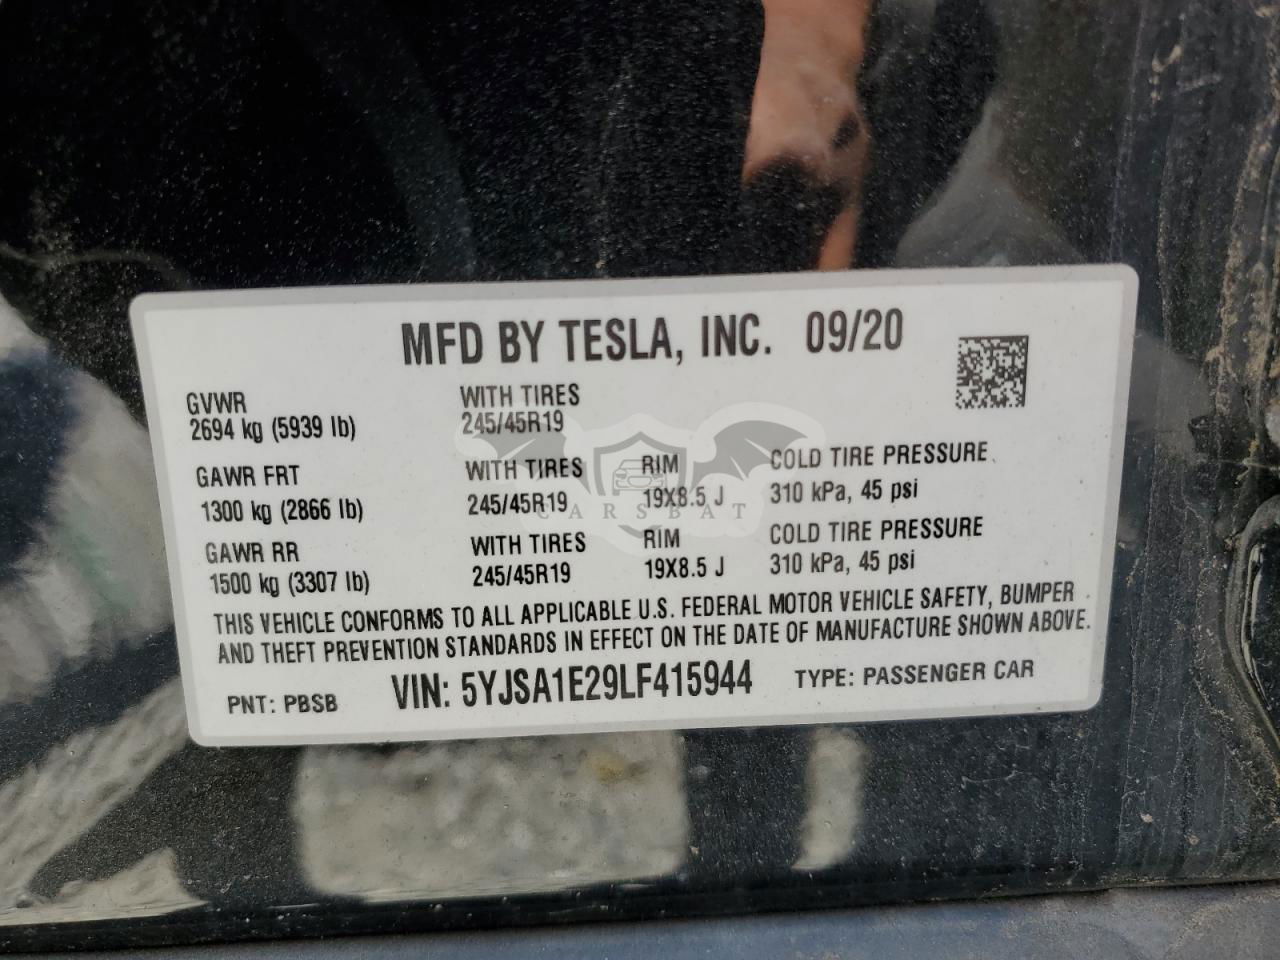 MFD BY TESLA, INC. 09/20
GVWR WITH TIRES
2694 kg (5939 lb) 245/45R19
GAWR FRT WITH TIRES RIM COLD TIRE PRESSURE
1300 kg (2866 lb) 245/45R19 19X8.5 J 310 kPa, 45 psi
CARSBAT
GAWR RR WITH TIRES RIM COLD TIRE PRESSURE
1500 kg (3307 lb) 245/45R19 19X8.5 J 310 kPa, 45 psi
THIS VEHICLE CONFORMS TO ALL APPLICABLE U.S. FEDERAL MOTOR VEHICLE SAFETY, BUMPER
AND THEFT PREVENTION STANDARDS IN EFFECT ON THE DATE OF MANUFACTURE SHOWN ABOVE.
PNT: PBSB VIN: 5YJSA1E29LF415944 TYPE: PASSENGER CAR